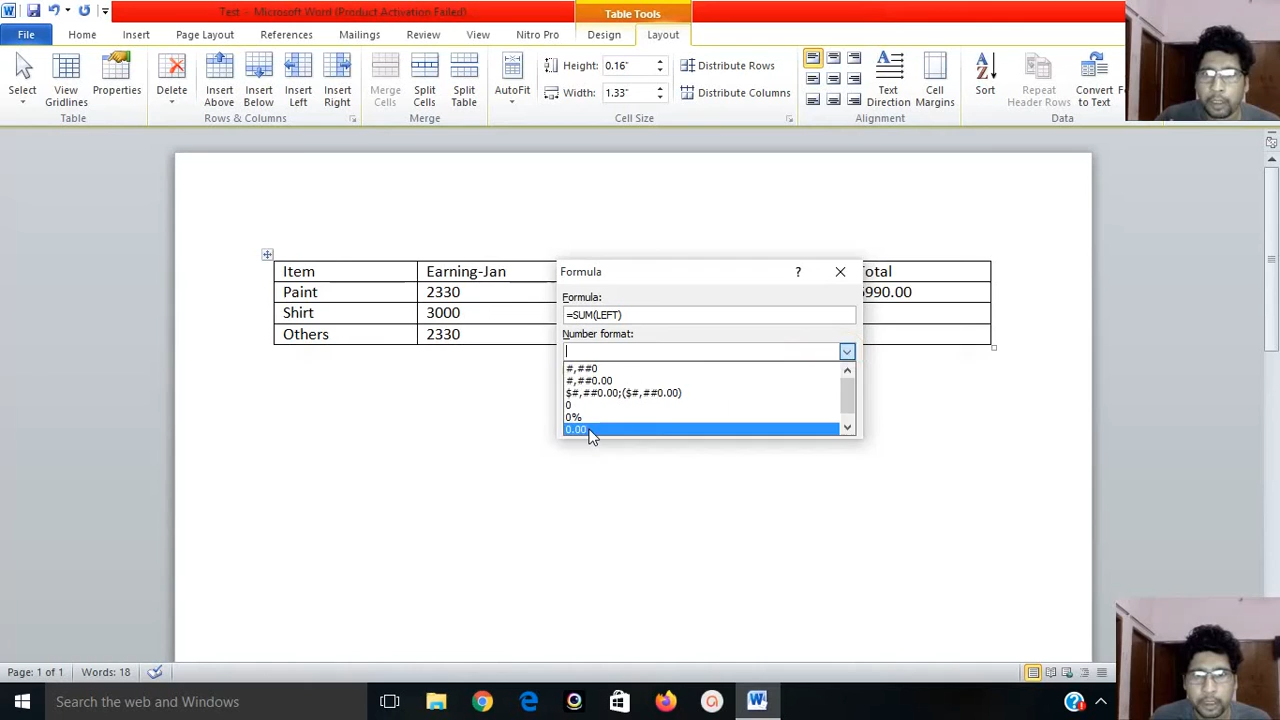 Test - Microsoft Word (Product Activation Failed)
Table Tools
File Home Insert Page Layout References Mailings Review View Nitro Pro Design Layout
Select
View Gridlines
Properties
Table
Delete
Insert Above
Insert Below
Insert Left
Insert Right
Rows & Columns
Merge Cells
Split Cells
Split Table
Merge
AutoFit
Height: 0.16"
Width: 1.33"
Distribute Rows
Distribute Columns
Cell Size
Text Direction
Cell Margins
Alignment
Sort
Repeat Header Rows
Convert to Text
Data
Item Earning-Jan
Paint 2330 990.00
Shirt 3000
Others 2330
Formula ?
Formula:
=SUM(LEFT)
Number format:
#,##0
#,##0.00
$#,##0.00;($#,##0.00)
0
0%
0.00
Page: 1 of 1 Words: 18
Search the web and Windows